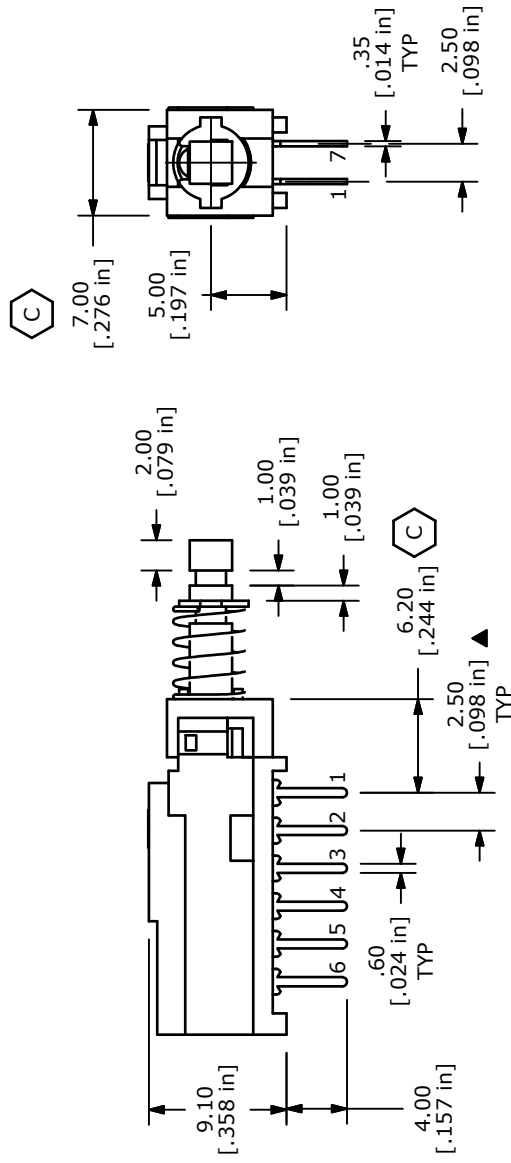 C
7.00
[.276 in]
5.00
[.197 in]
.35
[.014 in]
TYP
2.50
[.098 in]
1
7
2.00
[.079 in]
1.00
[.039 in]
1.00
[.039 in]
C
6.20
[.244 in]
2.50
[.098 in] ▲
TYP
9.10
[.358 in]
4.00
[.157 in]
.60
[.024 in]
TYP
6
5
4
3
2
1